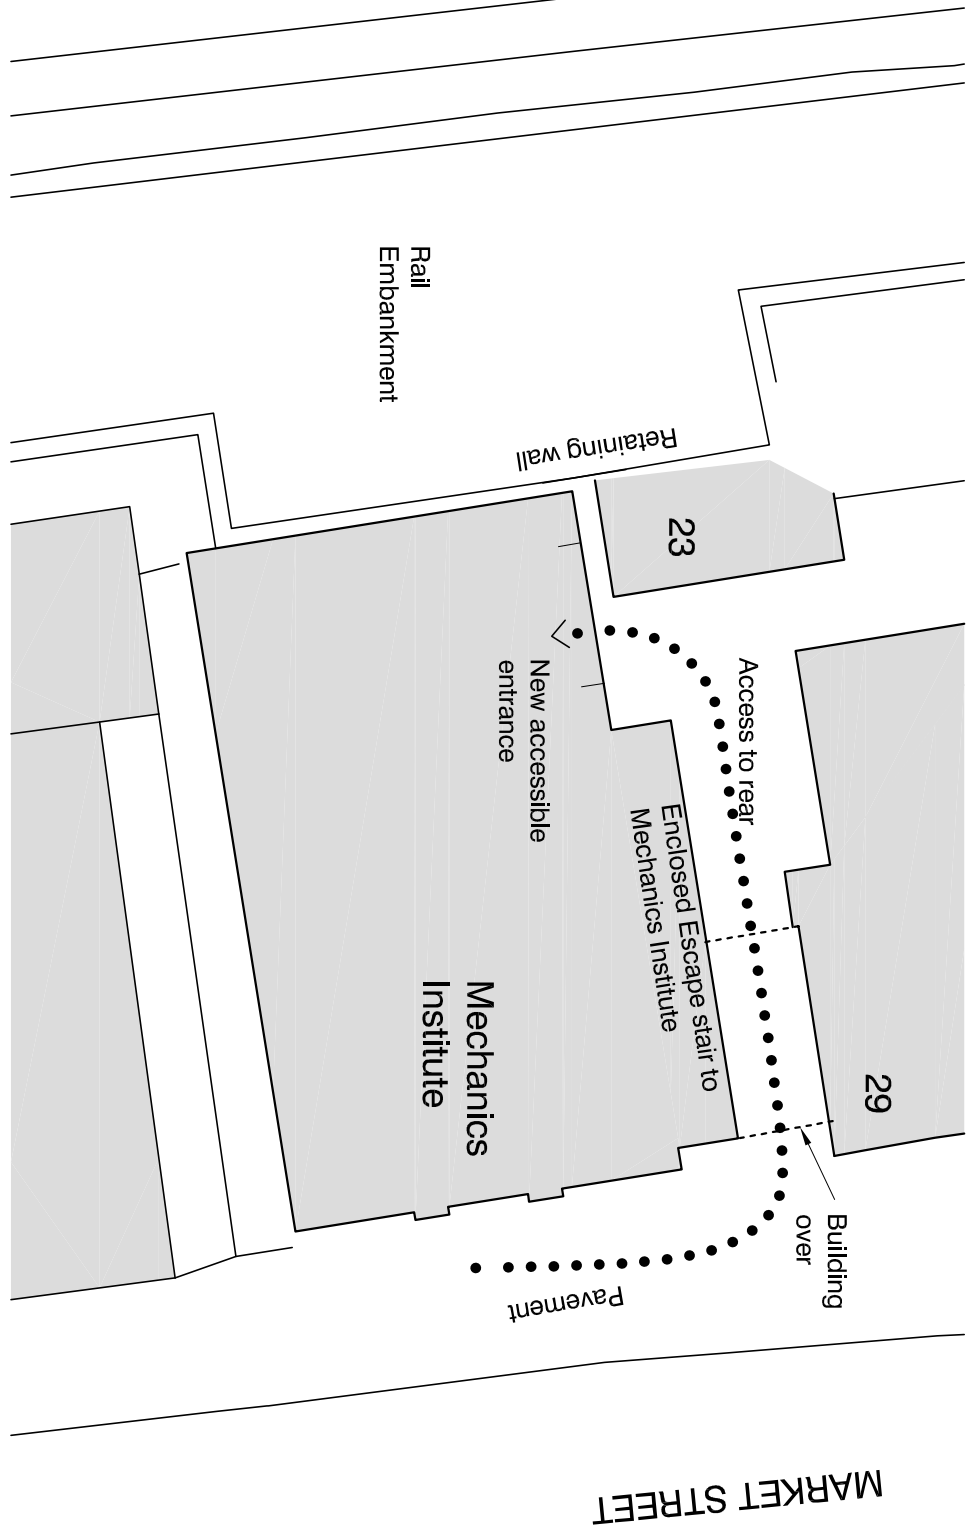 Rail
Embankment
Retaining wall
23
Access to rear
New accessible
entrance
Enclosed Escape stair to
Mechanics Institute
Mechanics
Institute
29
Building
over
Pavement
MARKET STREET